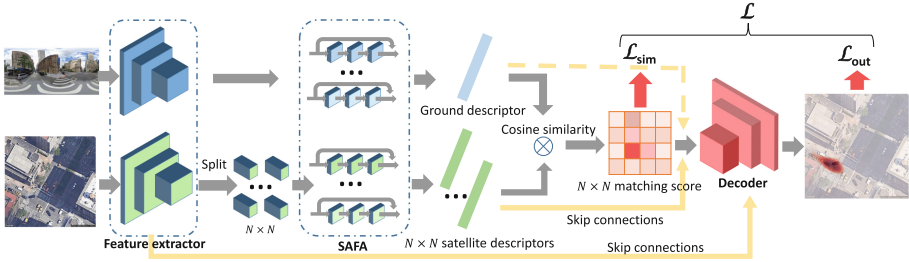 ℒ
ℒsim
ℒout
Ground descriptor
Cosine similarity
Split
N × N
N × N matching score
Decoder
Skip connections
Feature extractor
SAFA
N × N satellite descriptors
Skip connections